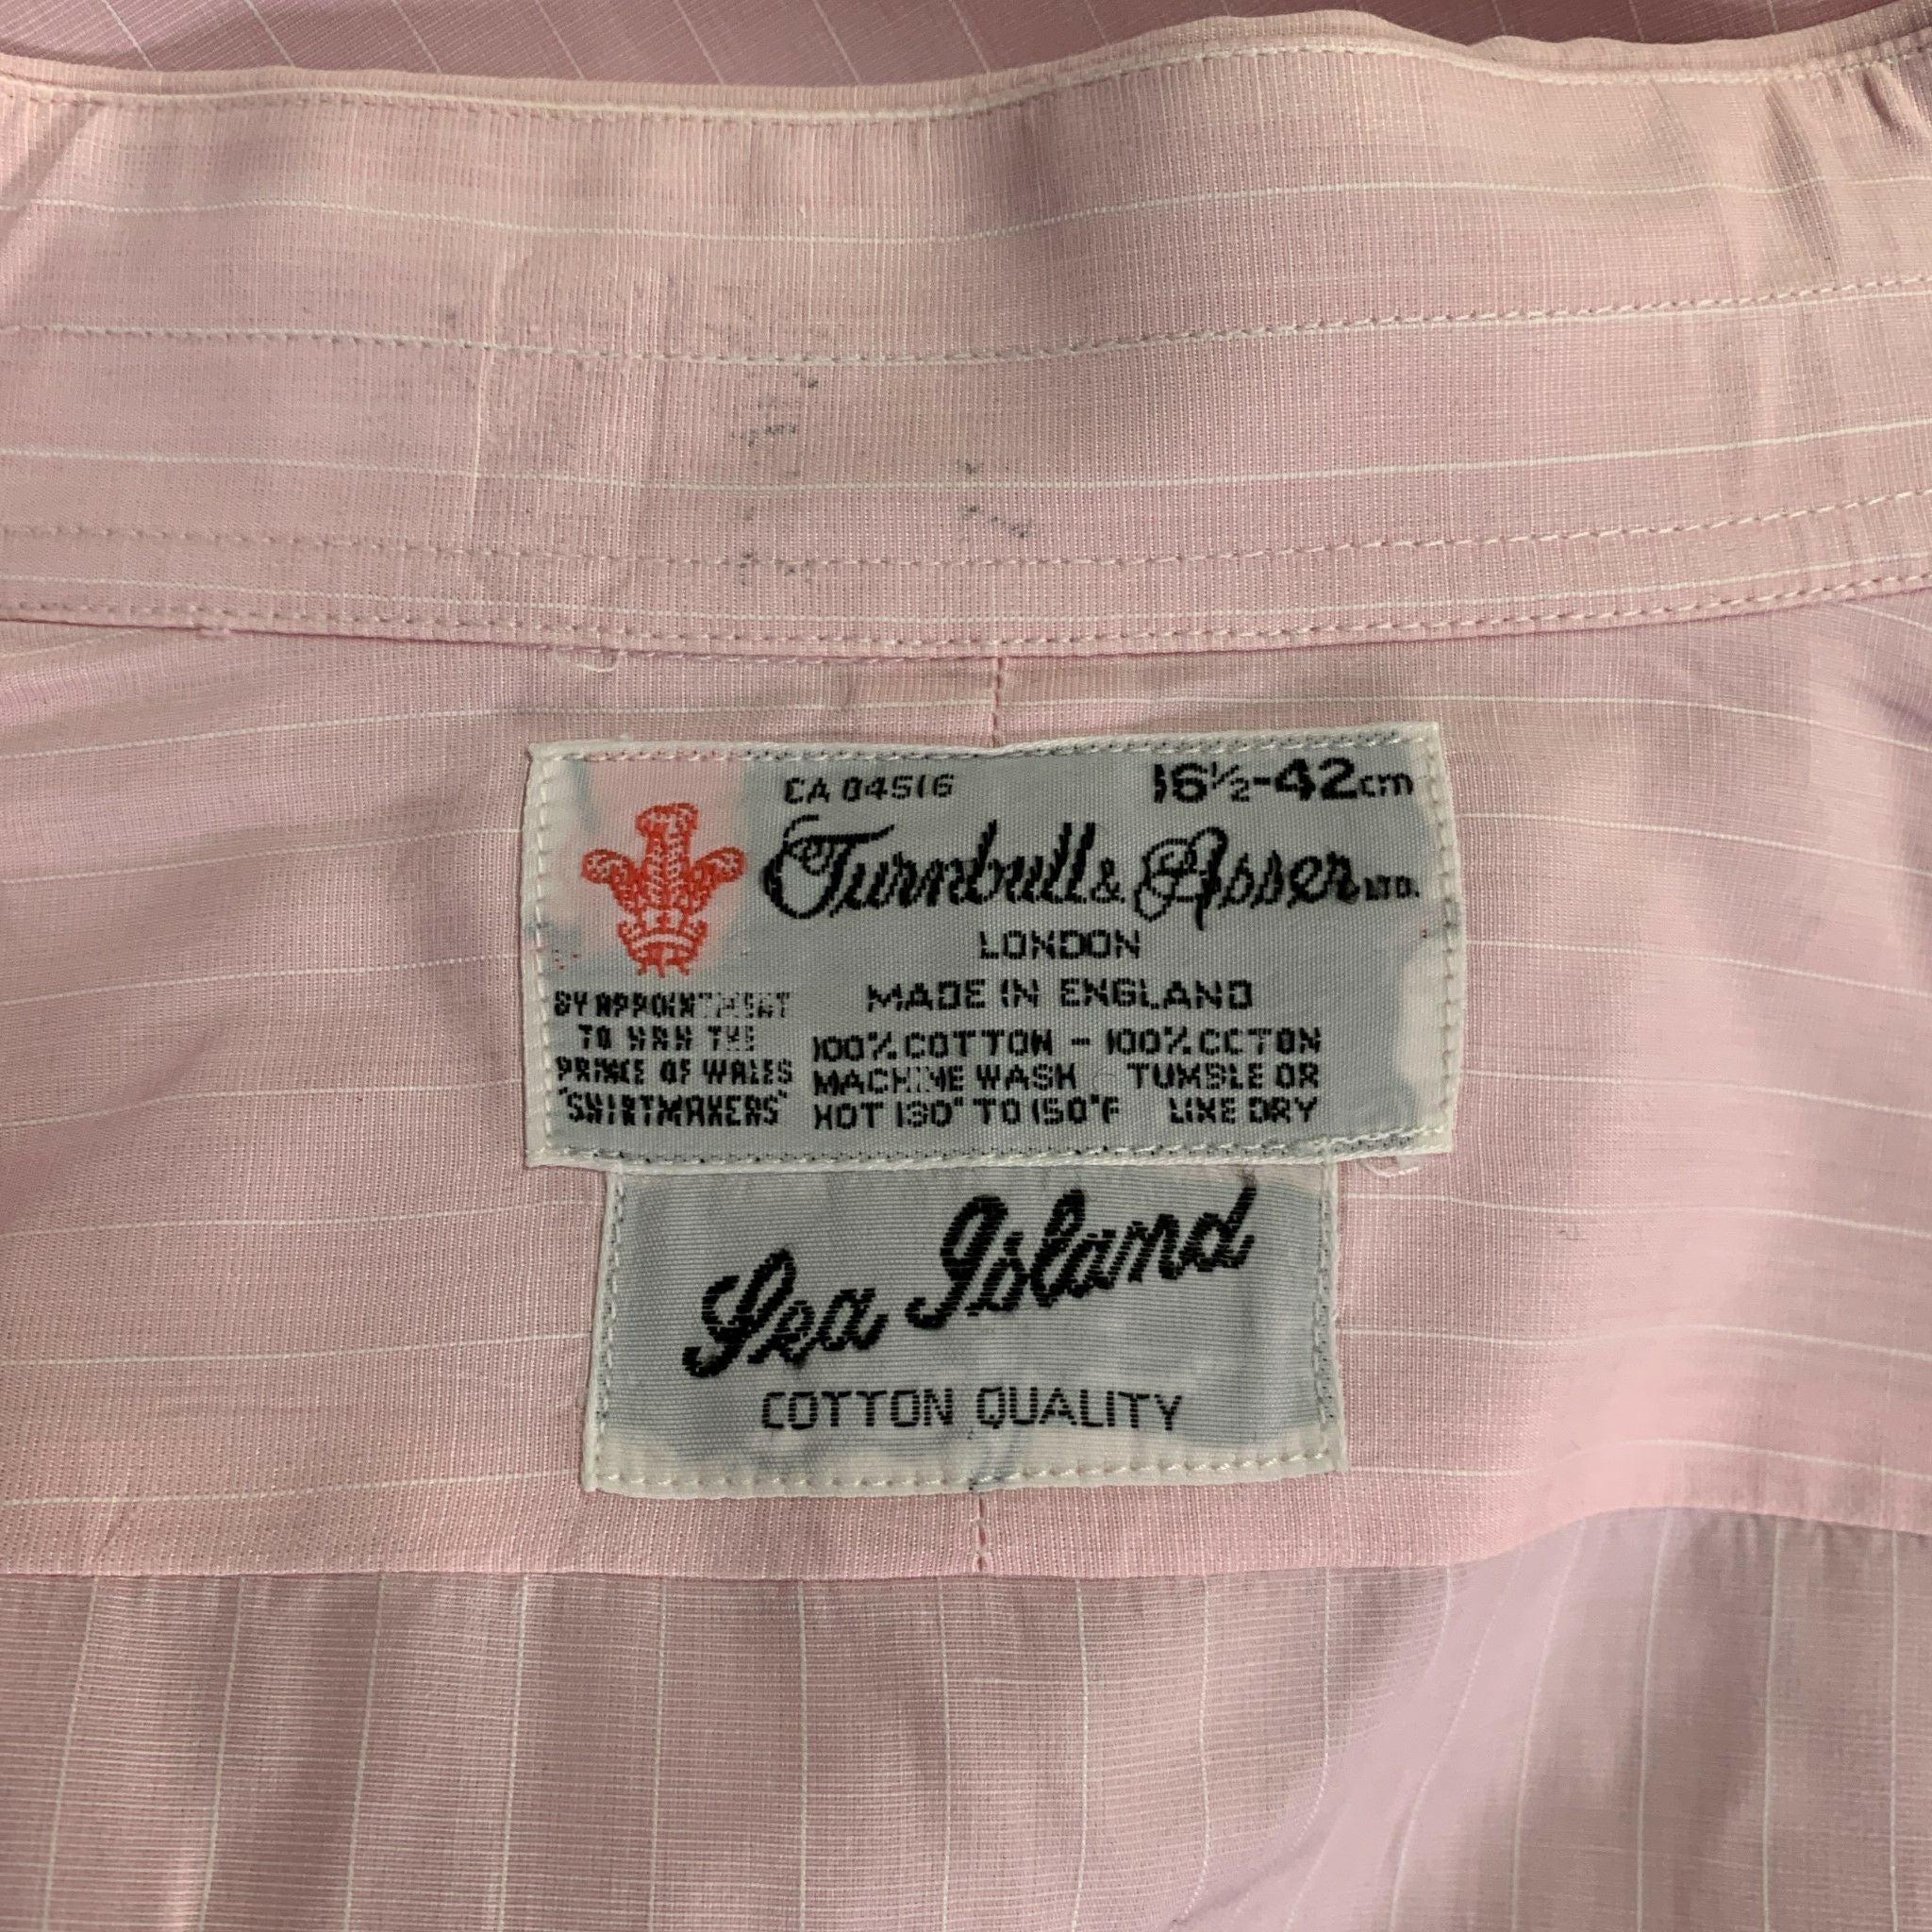 CA 04516 16½-42cm
Turnbull & Asser LTD.
LONDON
MADE IN ENGLAND
BY APPOINTMENT
TO HRH THE
PRINCE OF WALES
"SHIRTMAKERS"
100% COTTON - 100% COTTON
MACHINE WASH TUMBLE OR
HOT 130° TO 150°F LINE DRY
Sea Island
COTTON QUALITY